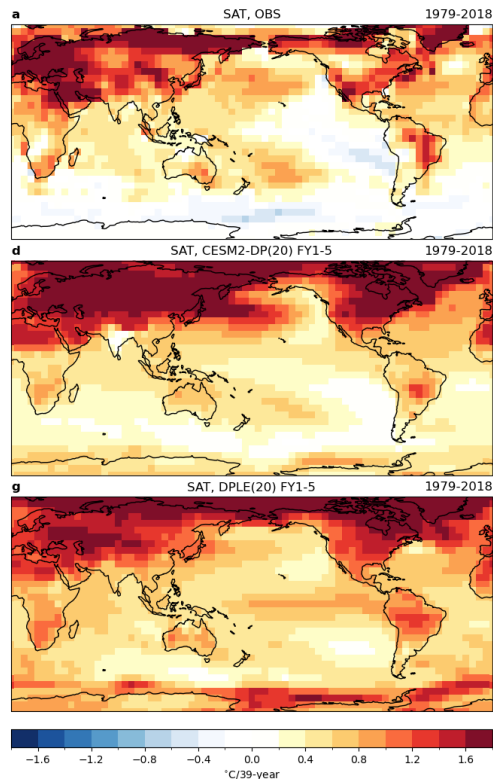 a SAT, OBS 1979-2018
d SAT, CESM2-DP(20) FY1-5 1979-2018
g SAT, DPLE(20) FY1-5 1979-2018
−1.6 −1.2 −0.8 −0.4 0.0 0.4 0.8 1.2 1.6
°C/39-year